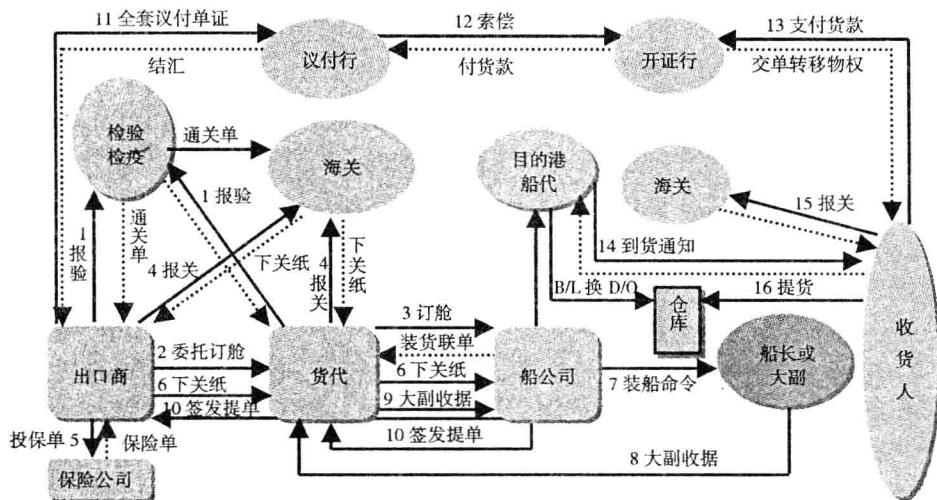 11 全套议付单证
12 索偿
13 支付货款
议付行
开证行
结汇
付货款
交单转移物权
检验
检疫
通关单
海关
目的港
船代
海关
1 报验
15 报关
1
报
验
通
关
单
4 报关
下关纸
4
报
关
下
关
纸
14 到货通知
B/L 换 D/O
仓
库
16 提货
收
货
人
3 订舱
装货联单
2 委托订舱
出口商
货代
6 下关纸
船公司
7 装船命令
船长或
大副
6 下关纸
9 大副收据
10 签发提单
10 签发提单
投保单 5
保险单
8 大副收据
保险公司